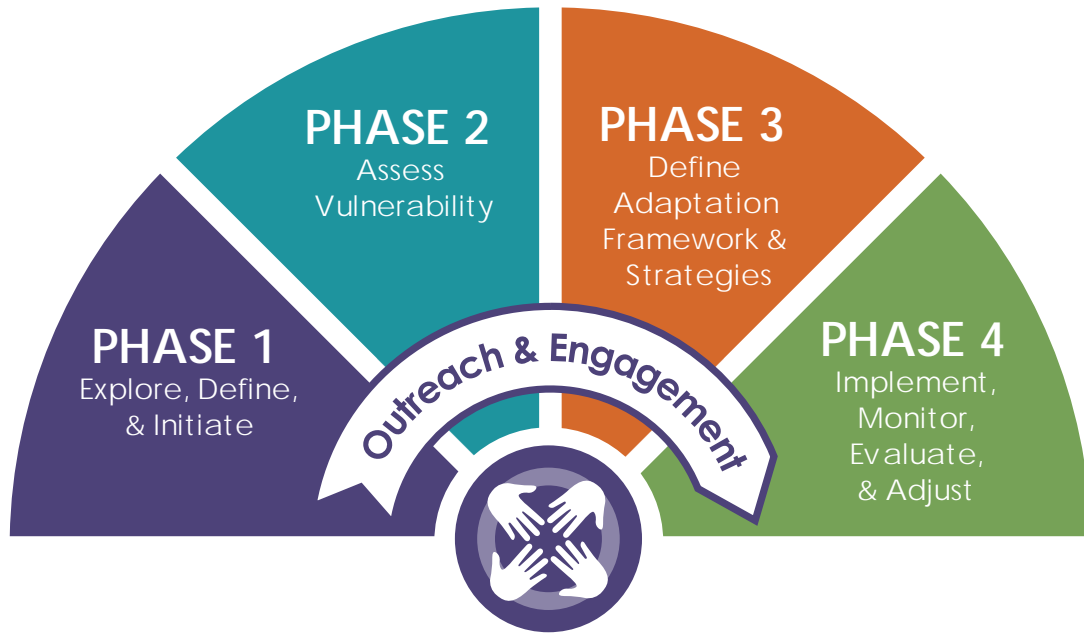 PHASE 1
Explore, Define,
& Initiate
PHASE 2
Assess
Vulnerability
PHASE 3
Define
Adaptation
Framework &
Strategies
PHASE 4
Implement,
Monitor,
Evaluate,
& Adjust
Outreach & Engagement